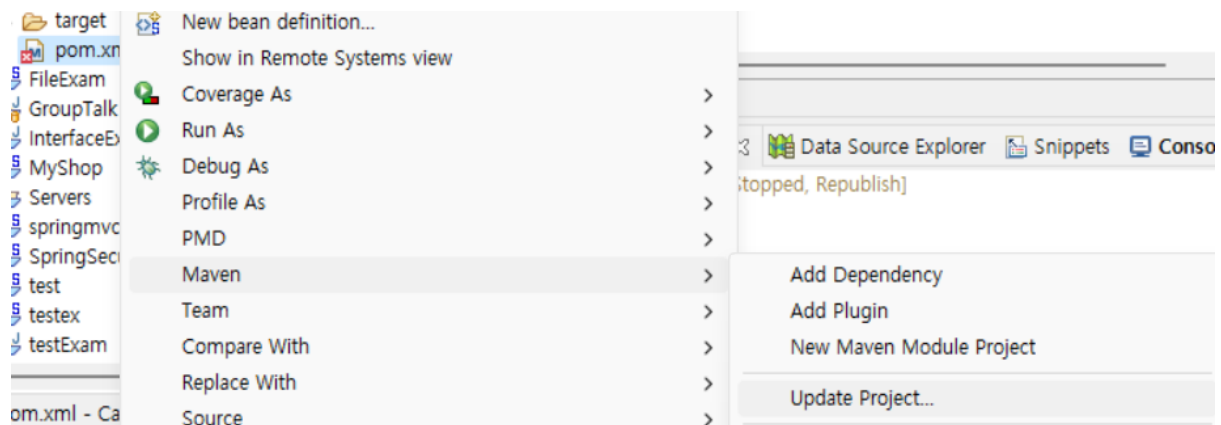 target
pom.xm
FileExam
GroupTalk
InterfaceEx
MyShop
Servers
springmvc
SpringSecu
test
testex
testExam
om.xml - Ca
New bean definition...
Show in Remote Systems view
Coverage As
Run As
Debug As
Profile As
PMD
Maven
Team
Compare With
Replace With
Source
Data Source Explorer Snippets Conso
Stopped, Republish]
Add Dependency
Add Plugin
New Maven Module Project
Update Project...